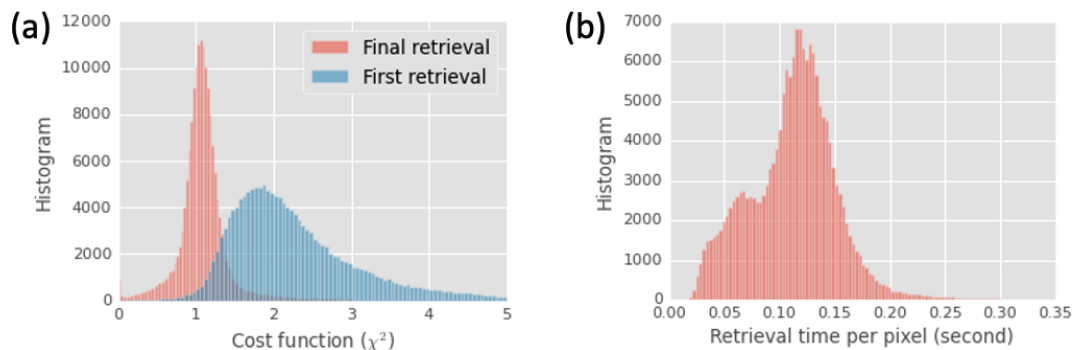 (a)
12000
10000
8000
6000
4000
2000
0
Histogram
Final retrieval
First retrieval
0 1 2 3 4 5
Cost function (χ²)
(b)
7000
6000
5000
4000
3000
2000
1000
0
Histogram
0.00 0.05 0.10 0.15 0.20 0.25 0.30 0.35
Retrieval time per pixel (second)